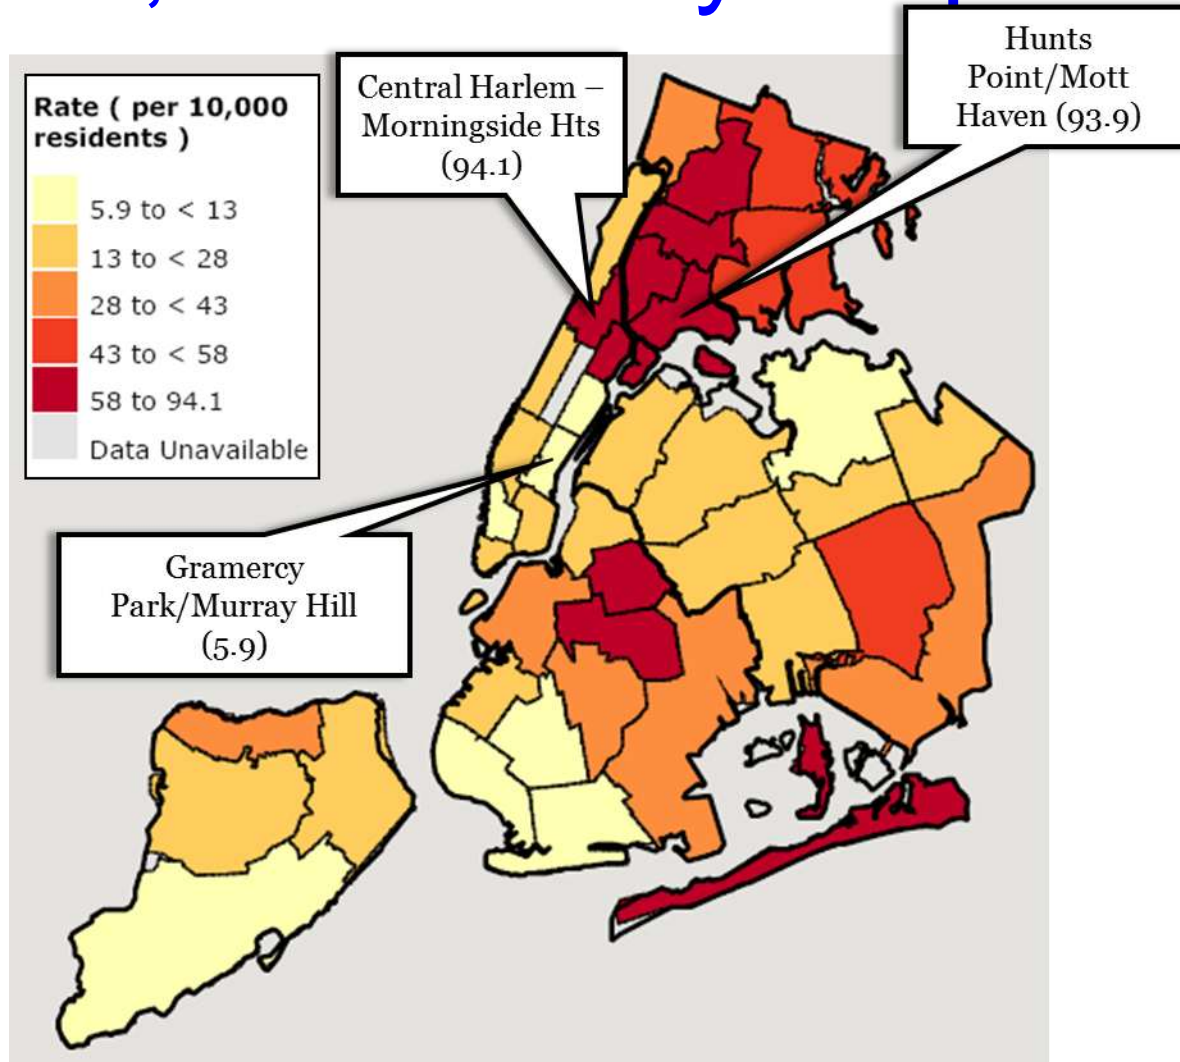 Rate ( per 10,000
residents )
5.9 to < 13
13 to < 28
28 to < 43
43 to < 58
58 to 94.1
Data Unavailable
Central Harlem –
Morningside Hts
(94.1)
Hunts
Point/Mott
Haven (93.9)
Gramercy
Park/Murray Hill
(5.9)